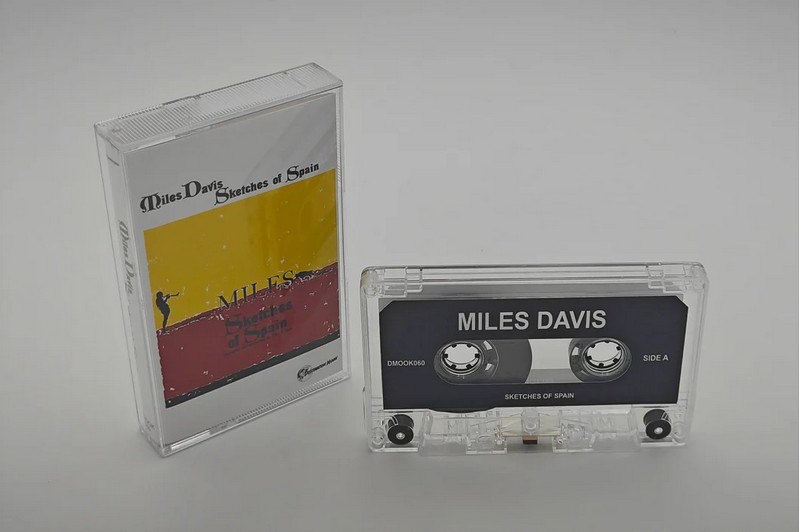 Miles Davis
Sketches of Spain
MILES
Sketches
of Spain
Miles Davis
MILES DAVIS
DMOOK060
SIDE A
SKETCHES OF SPAIN